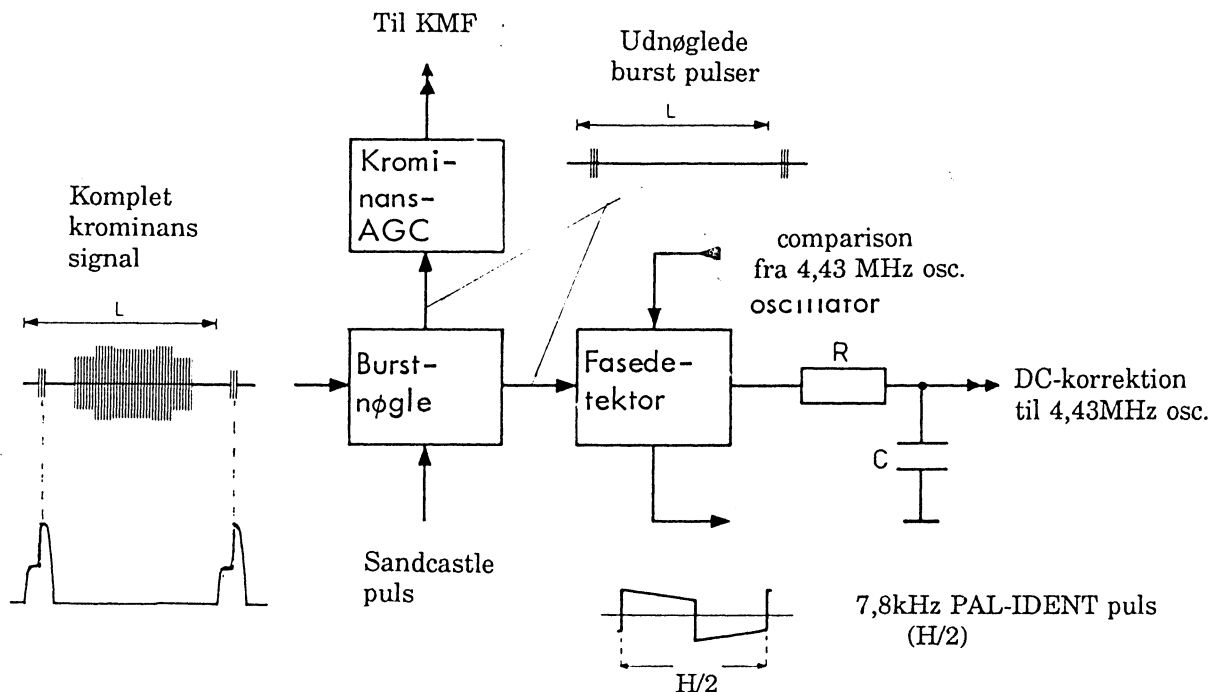 Til KMF
Udnøglede
burst pulser
L
Kromi-
nans-
AGC
Komplet
krominans
signal
L
comparison
fra 4,43 MHz osc.
oscillator
Burst-
nøgle
Fasede-
tektor
R
C
DC-korrektion
til 4,43MHz osc.
Sandcastle
puls
7,8kHz PAL-IDENT puls
(H/2)
H/2